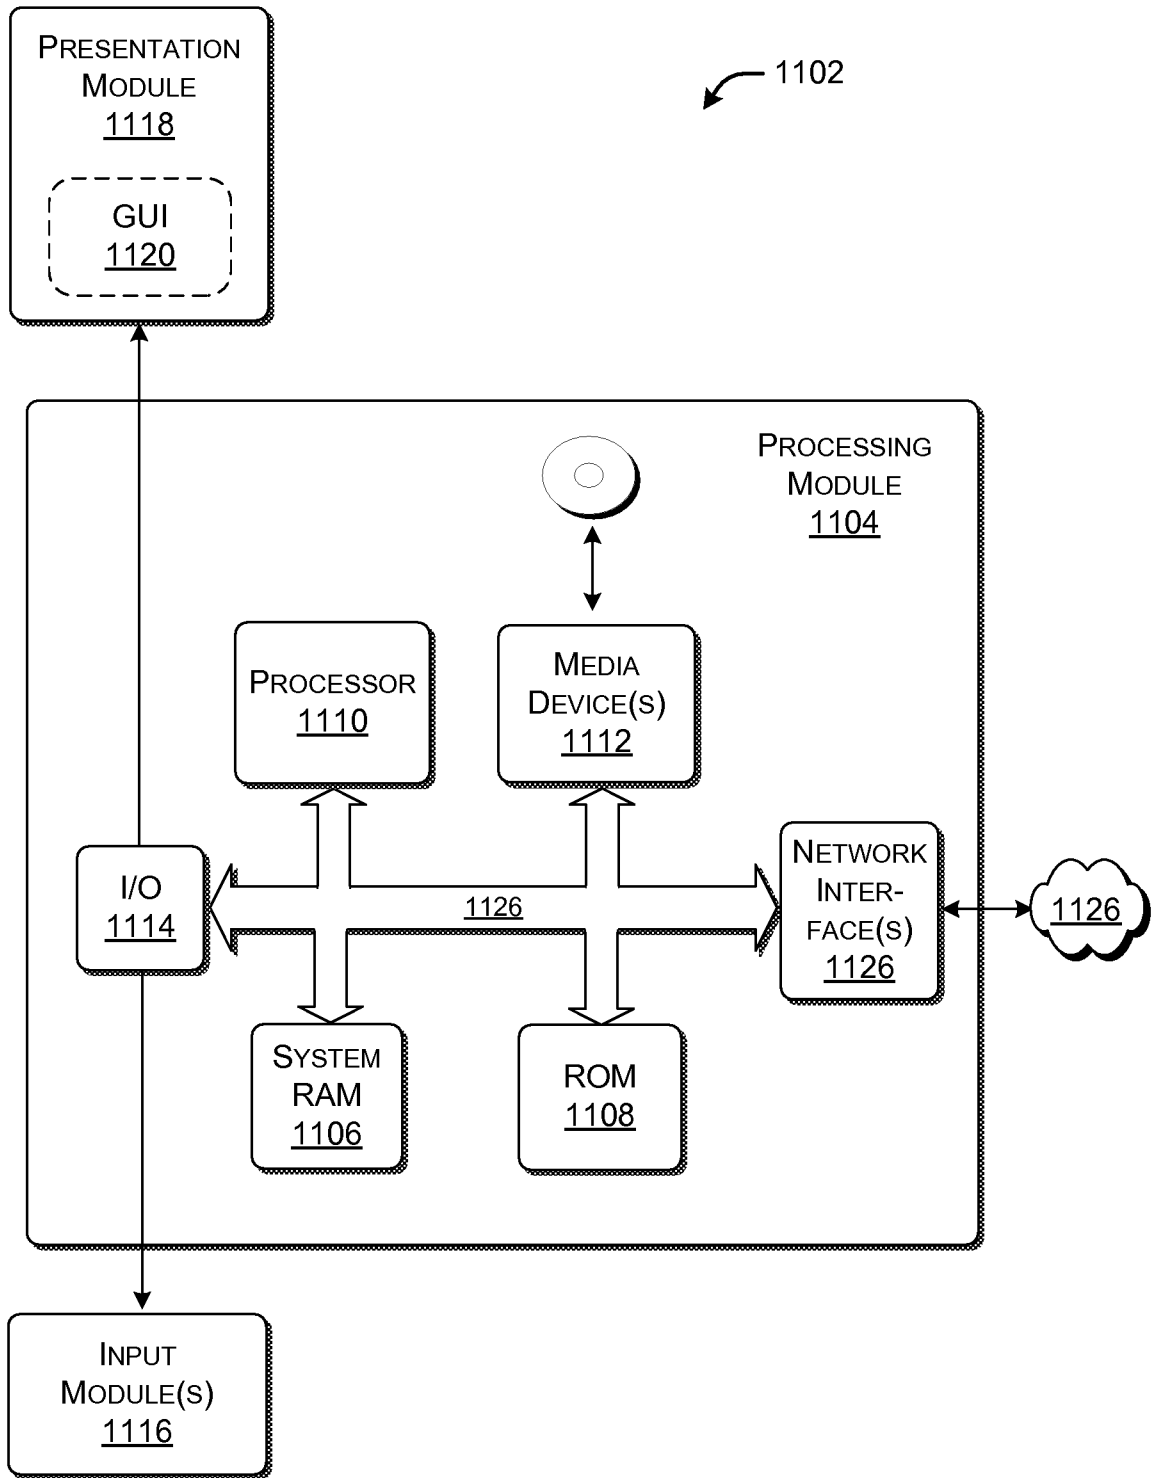 PRESENTATION
MODULE
1118
GUI
1120
1102
PROCESSING
MODULE
1104
PROCESSOR
1110
MEDIA
DEVICE(S)
1112
I/O
1114
1126
NETWORK
INTER-
FACE(S)
1126
1126
SYSTEM
RAM
1106
ROM
1108
INPUT
MODULE(S)
1116